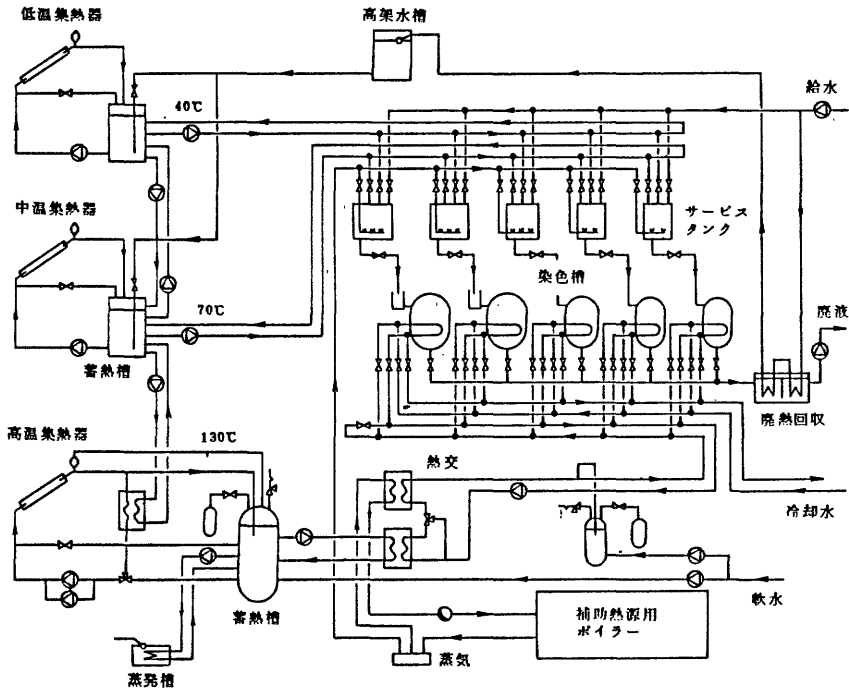 低温集熱器
高架水槽
給水
40℃
中温集熱器
サービス
タンク
染色槽
70℃
廃液
蓄熱槽
廃熱回収
高温集熱器
130℃
熱交
冷却水
蓄熱槽
軟水
補助熱源用
ボイラー
蒸気
蒸発槽